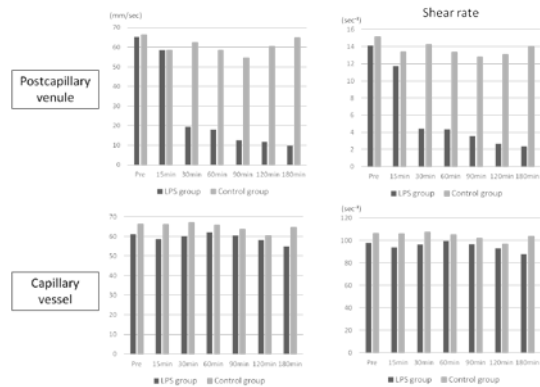 (mm/sec)
Shear rate
(sec⁻¹)
Postcapillary
venule
80
70
60
50
40
30
20
10
0
16
14
12
10
8
6
4
2
0
Pre 15min 30min 60min 90min 120min 180min
Pre 15min 30min 60min 90min 120min 180min
LPS group Control group
LPS group Control group
(sec⁻¹)
Capillary
vessel
70
60
50
40
30
20
10
0
120
100
80
60
40
20
0
Pre 15min 30min 60min 90min 120min 180min
Pre 15min 30min 60min 90min 120min 180min
LPS group Control group
LPS group Control group